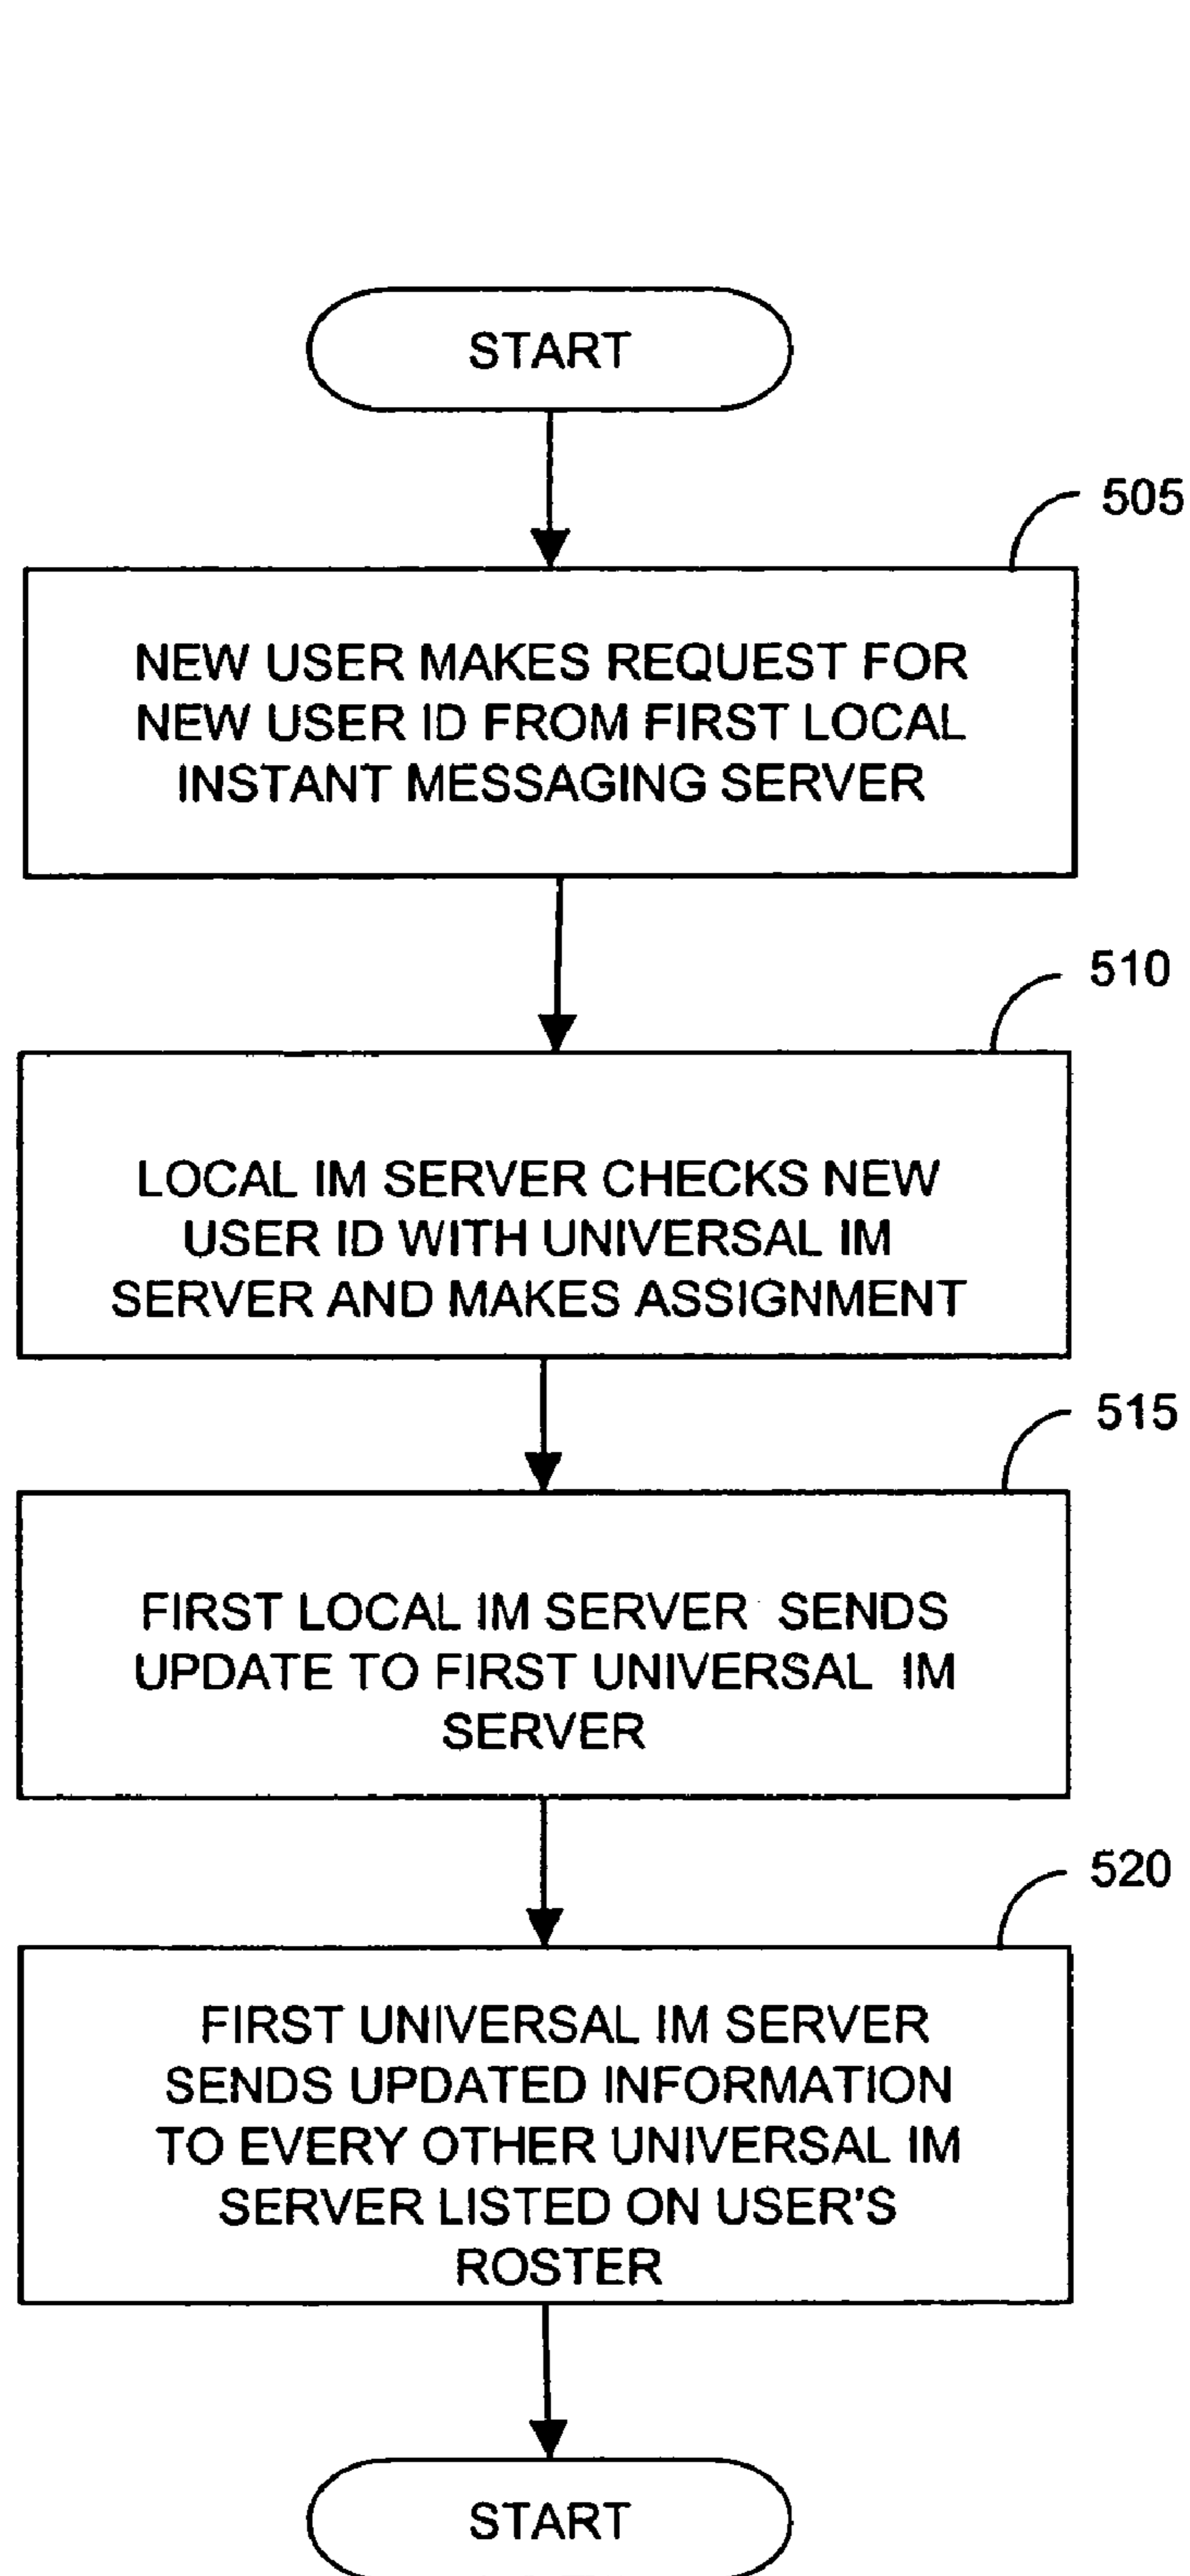 START
505
NEW USER MAKES REQUEST FOR
NEW USER ID FROM FIRST LOCAL
INSTANT MESSAGING SERVER
510
LOCAL IM SERVER CHECKS NEW
USER ID WITH UNIVERSAL IM
SERVER AND MAKES ASSIGNMENT
515
FIRST LOCAL IM SERVER SENDS
UPDATE TO FIRST UNIVERSAL IM
SERVER
520
FIRST UNIVERSAL IM SERVER
SENDS UPDATED INFORMATION
TO EVERY OTHER UNIVERSAL IM
SERVER LISTED ON USER'S
ROSTER
START